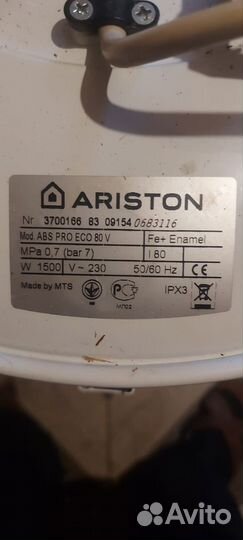 ARISTON
Nr 3700166 83 09154 0683116
Mod. ABS PRO ECO 80 V Fe+ Enamel
MPa 0,7 (bar 7) l 80
W 1500 V~ 230 50/60 Hz CE
Made by MTS МЛ02 IPX3
Avito